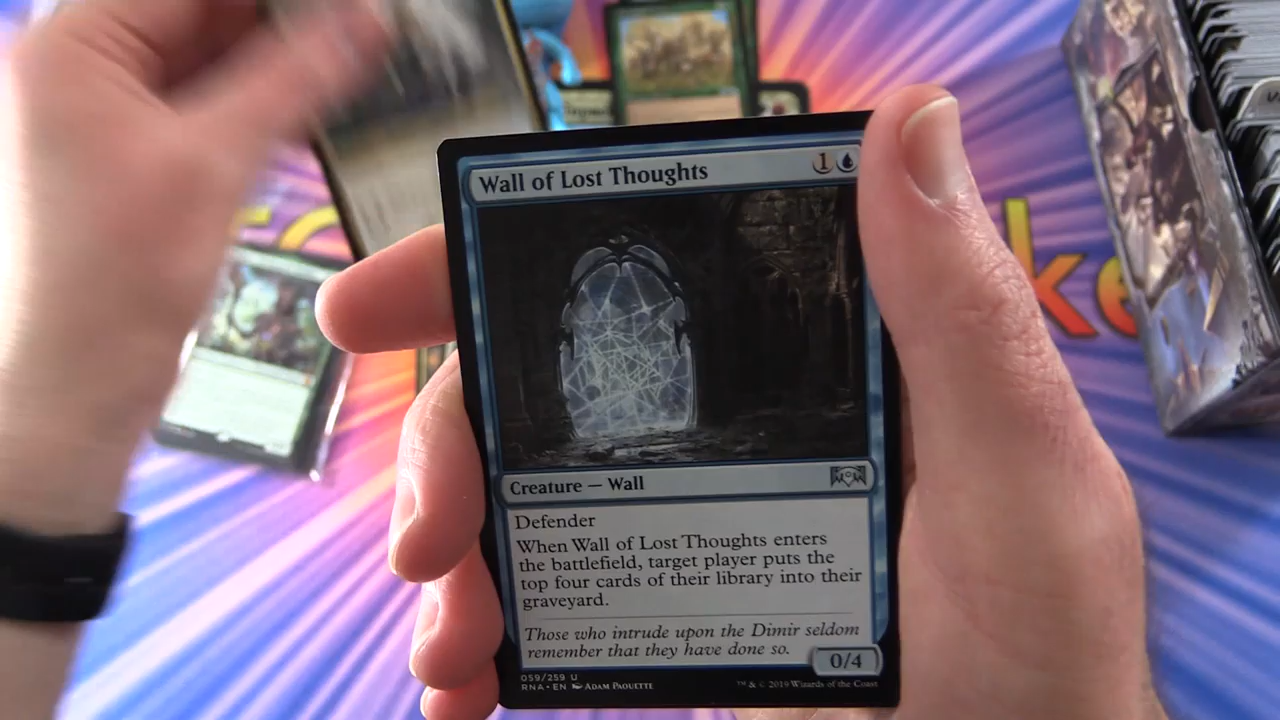 Wall of Lost Thoughts 1
Creature — Wall
Defender
When Wall of Lost Thoughts enters
the battlefield, target player puts the
top four cards of their library into their
graveyard.
Those who intrude upon the Dimir seldom
remember that they have done so.
0/4
059/259 U
RNA • EN ADAM PAQUETTE
™ & © 2019 Wizards of the Coast
ke